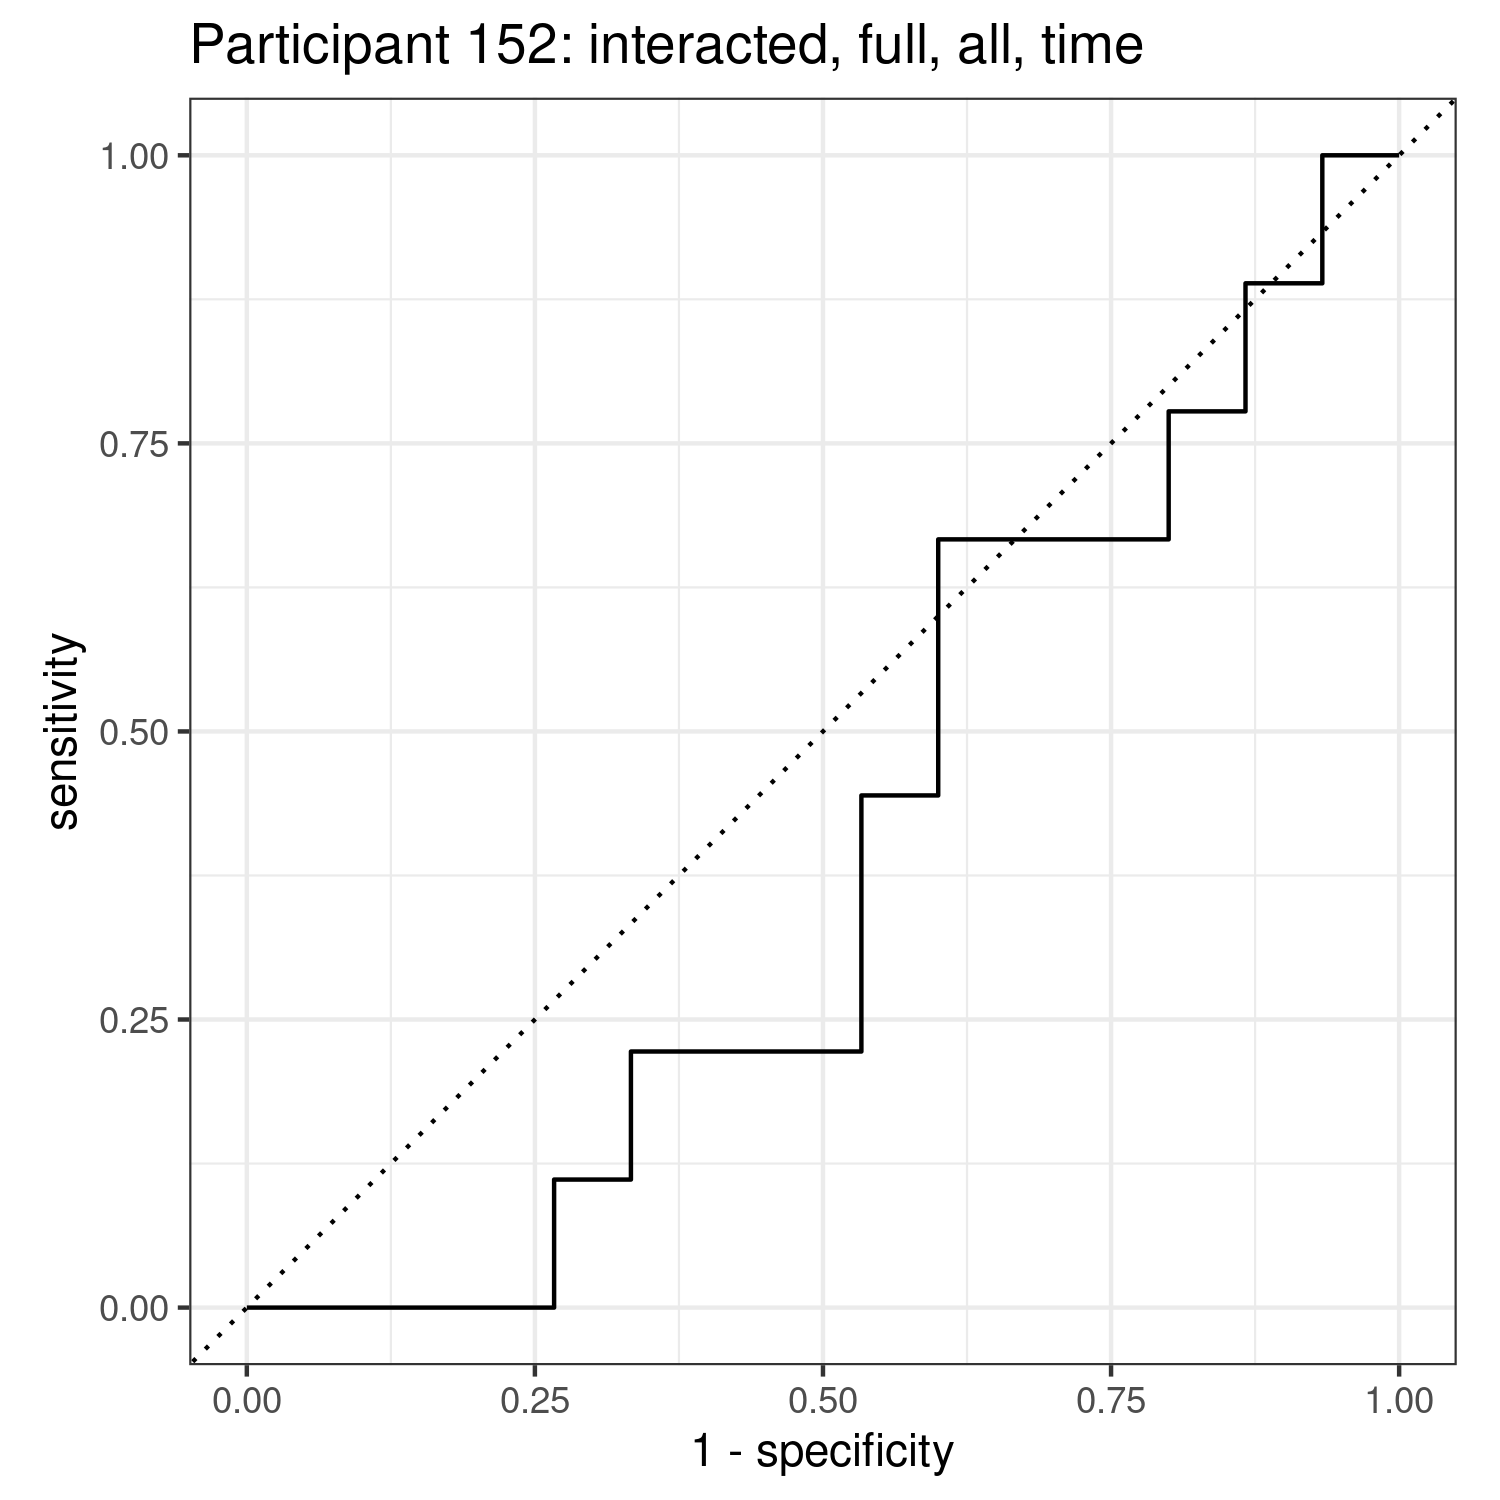 Participant 152: interacted, full, all, time
1.00
0.75
0.50
0.25
0.00
sensitivity
0.00 0.25 0.50 0.75 1.00
1 - specificity